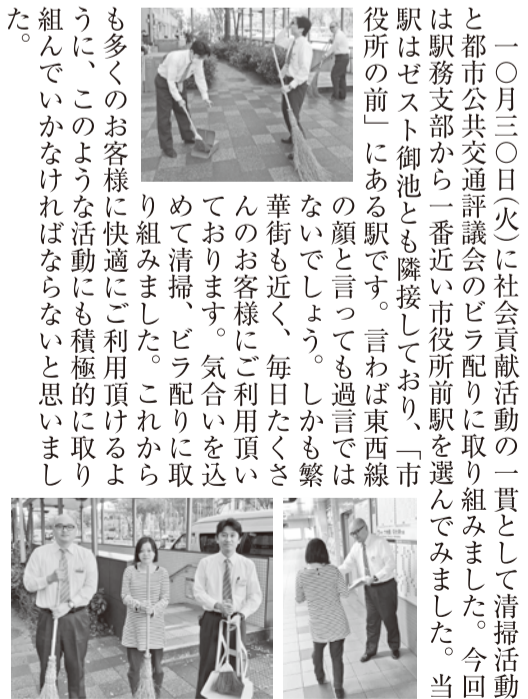 一〇月三〇日(火)に社会貢献活動の一貫として清掃活動
と都市公共交通評議会のビラ配りに取り組みました。今回
は駅務支部から一番近い市役所前駅を選んでみました。当
駅はゼスト御池とも隣接しており、「市
役所の前」にある駅です。言わば東西線
の顔と言っても過言では
ないでしょう。しかも繁
華街も近く、毎日たくさ
んのお客様にご利用頂い
ております。気合いを込
めて清掃、ビラ配りに取
り組みました。これから
も多くのお客様に快適にご利用頂けるよ
うに、このような活動にも積極的に取り
組んでいかなければならないと思いまし
た。